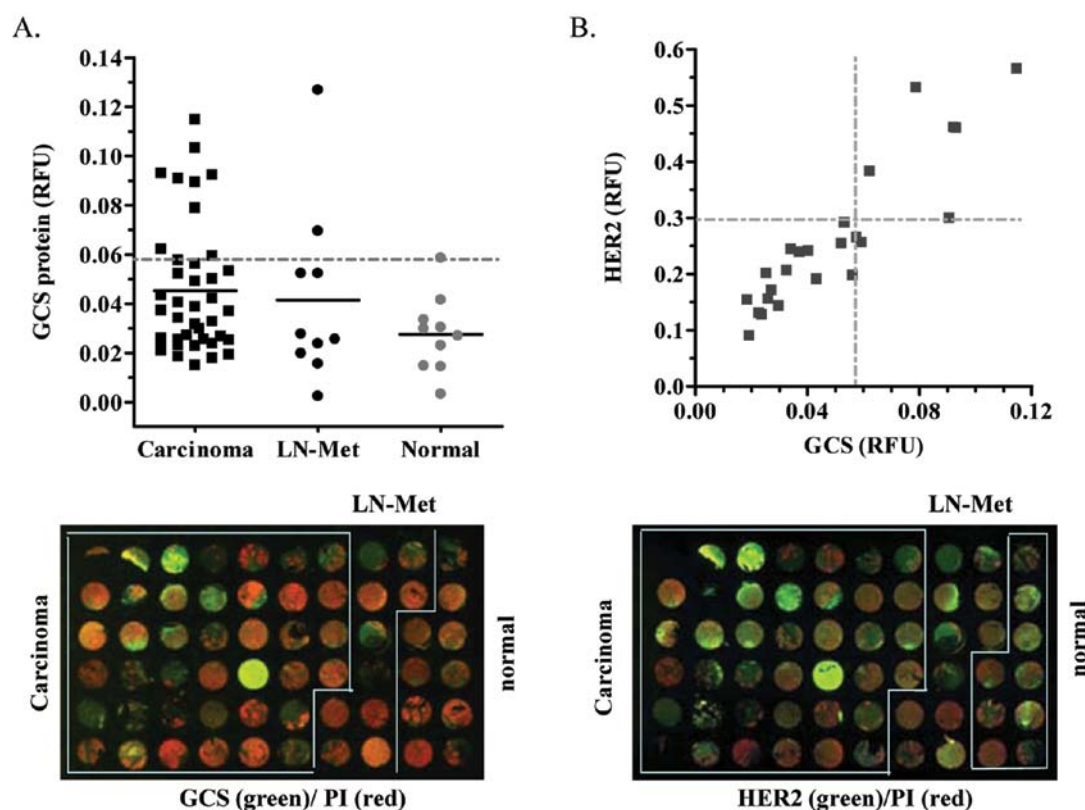 A.
B.
0.14
0.12
0.10
0.08
0.06
0.04
0.02
0.00
GCS protein (RFU)
Carcinoma LN-Met Normal
0.6
0.5
0.4
0.3
0.2
0.1
0.0
HER2 (RFU)
0.00 0.04 0.08 0.12
GCS (RFU)
LN-Met
Carcinoma
normal
GCS (green)/ PI (red)
LN-Met
Carcinoma
normal
HER2 (green)/PI (red)